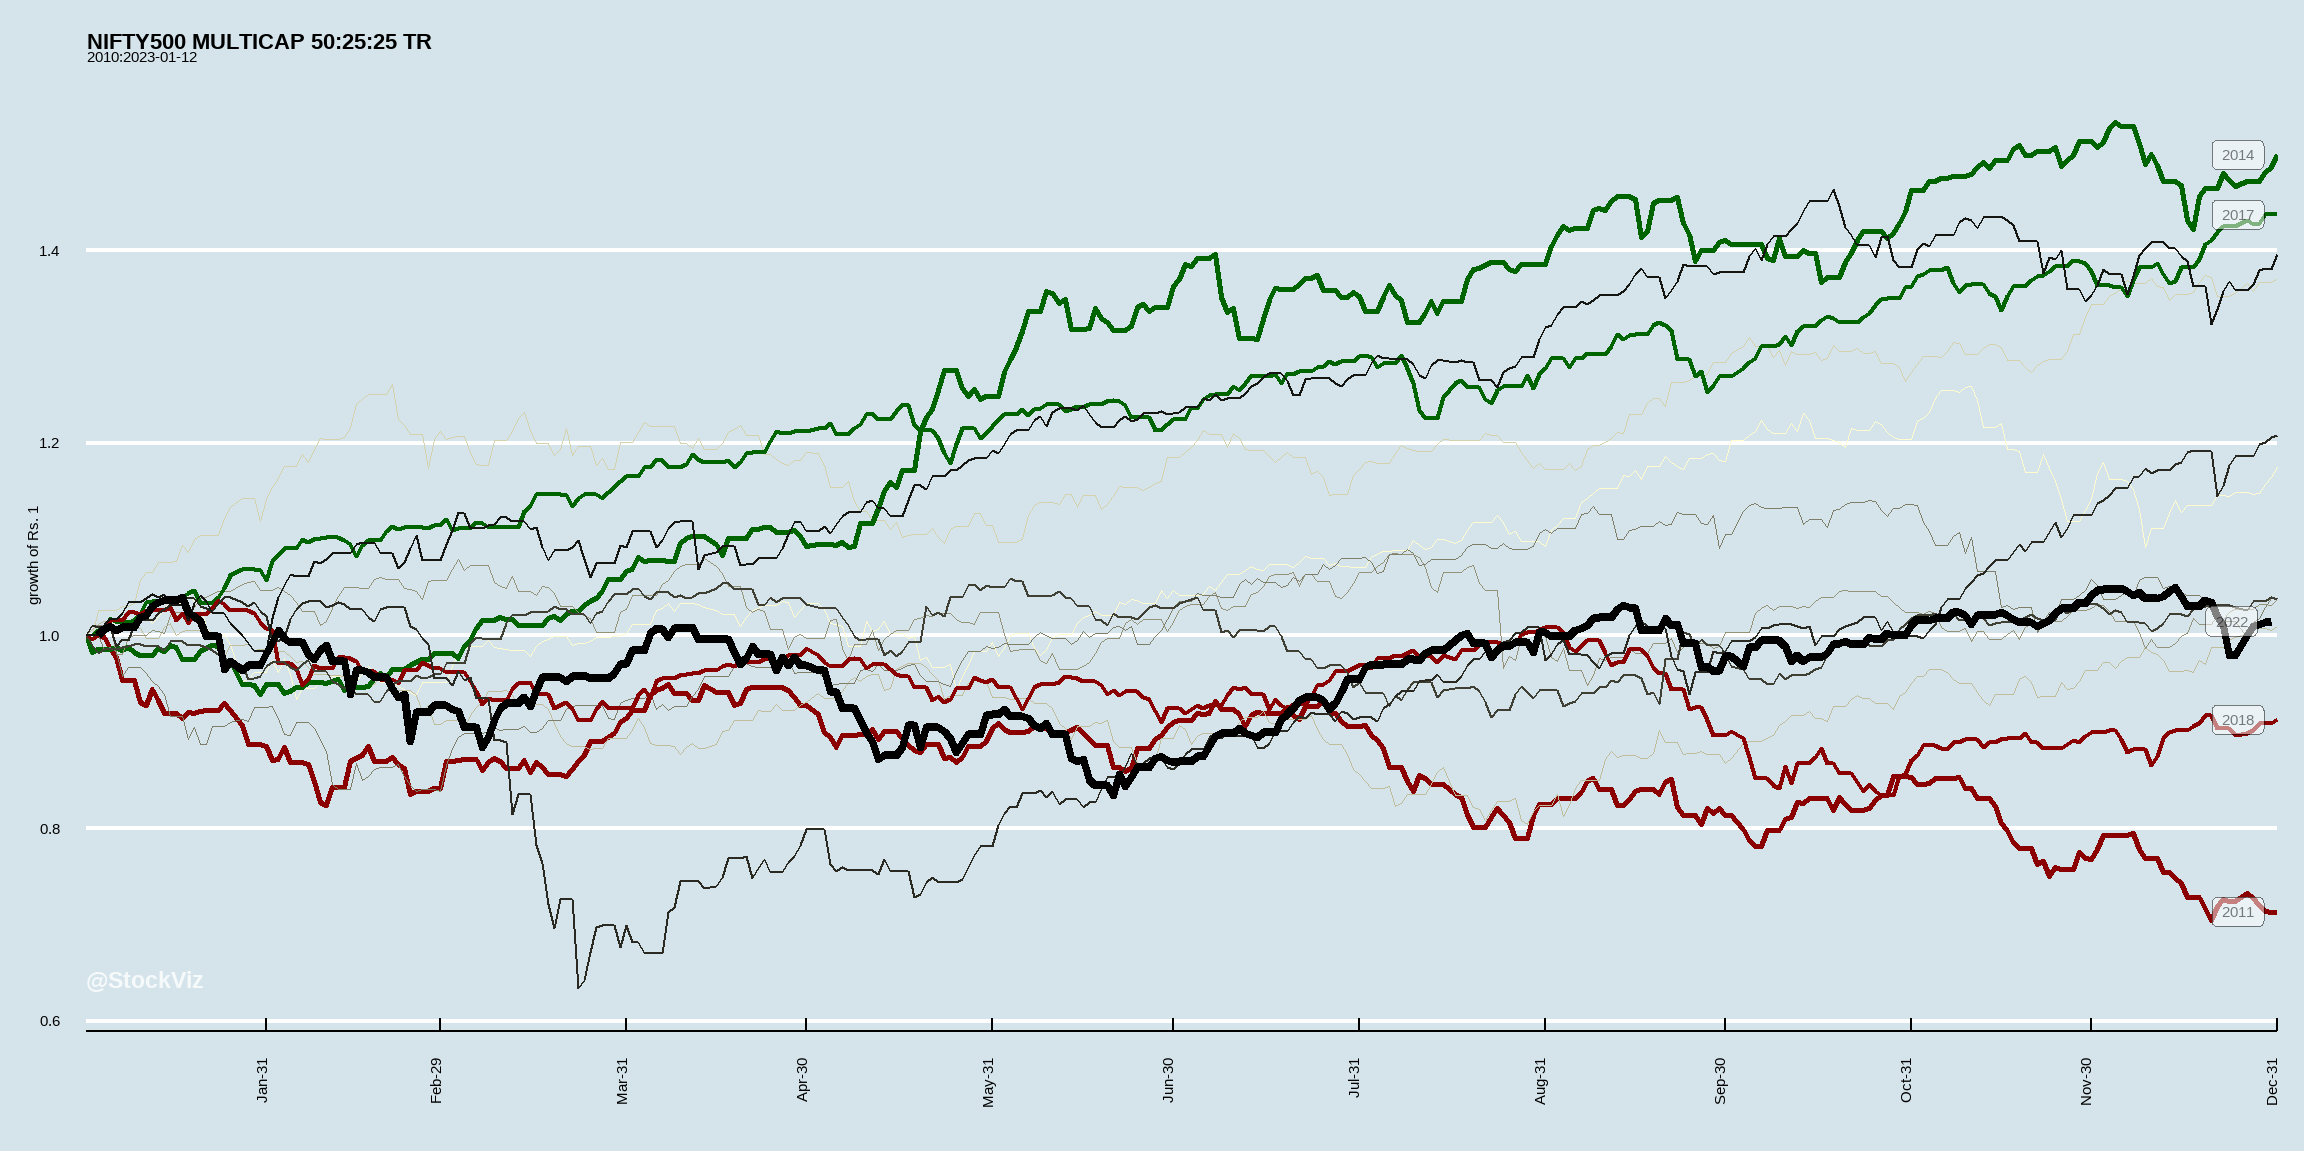 NIFTY500 MULTICAP 50:25:25 TR
2010:2023-01-12
growth of Rs. 1
1.4
1.2
1.0
0.8
0.6
2014
2017
2022
2018
2011
@StockViz
Jan-31
Feb-29
Mar-31
Apr-30
May-31
Jun-30
Jul-31
Aug-31
Sep-30
Oct-31
Nov-30
Dec-31